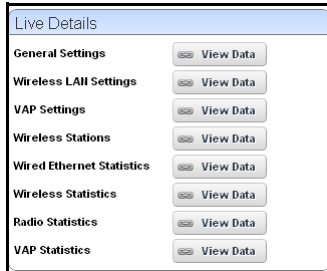 Live Details
General Settings View Data
Wireless LAN Settings View Data
VAP Settings View Data
Wireless Stations View Data
Wired Ethernet Statistics View Data
Wireless Statistics View Data
Radio Statistics View Data
VAP Statistics View Data